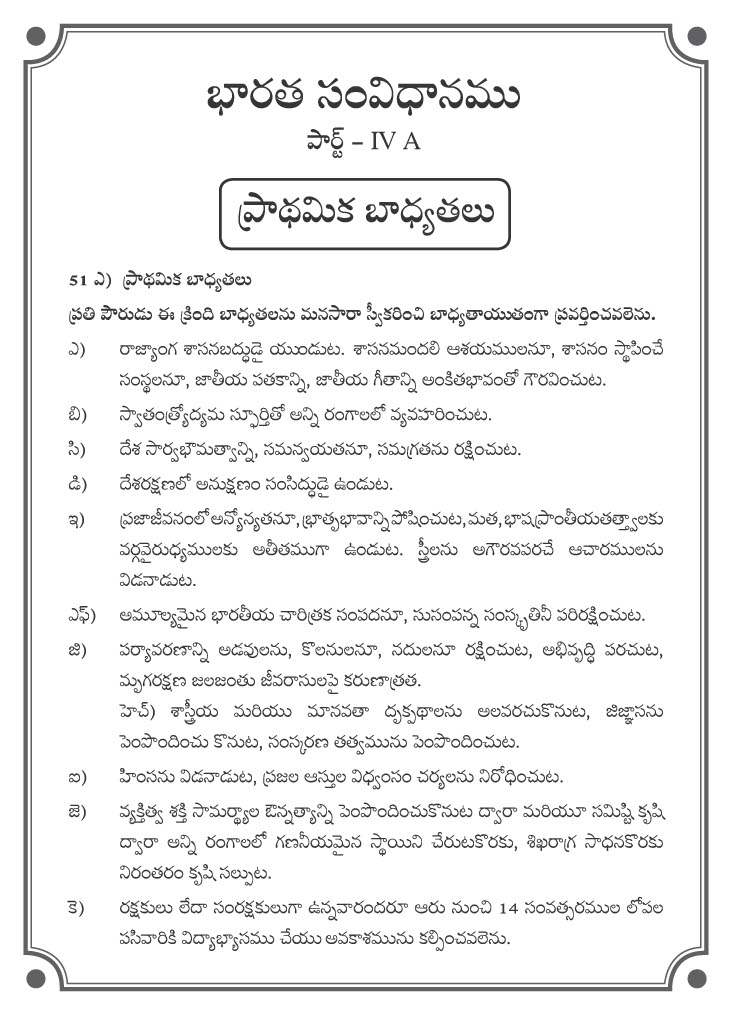 భారత సంవిధానము
పార్ట్ – IV A
ప్రాథమిక బాధ్యతలు
51 ఎ) ప్రాథమిక బాధ్యతలు
ప్రతి పౌరుడు ఈ క్రింది బాధ్యతలను మనసారా స్వీకరించి బాధ్యతాయుతంగా ప్రవర్తించవలెను.
ఎ) రాజ్యాంగ శాసనబద్ధుడై యుండుట. శాసనమందలి ఆశయములనూ, శాసనం స్థాపించే
సంస్థలనూ, జాతీయ పతకాన్ని, జాతీయ గీతాన్ని అంకితభావంతో గౌరవించుట.
బి) స్వాతంత్ర్యోద్యమ స్ఫూర్తితో అన్ని రంగాలలో వ్యవహరించుట.
సి) దేశ సార్వభౌమత్వాన్ని, సమన్వయతనూ, సమగ్రతను రక్షించుట.
డి) దేశరక్షణలో అనుక్షణం సంసిద్ధుడై ఉండుట.
ఇ) ప్రజాజీవనంలో అన్యోన్యతనూ, భ్రాతృభావాన్ని పోషించుట, మత, భాష ప్రాంతీయతత్త్వాలకు
వర్గవైరుధ్యములకు అతీతముగా ఉండుట. స్త్రీలను అగౌరవపరచే ఆచారములను
విడనాడుట.
ఎఫ్) అమూల్యమైన భారతీయ చారిత్రక సంపదనూ, సుసంపన్న సంస్కృతినీ పరిరక్షించుట.
జి) పర్యావరణాన్ని అడవులను, కొలనులనూ, నదులనూ రక్షించుట, అభివృద్ధి పరచుట,
మృగరక్షణ జలజంతు జీవరాసులపై కరుణార్తత.
హెచ్) శాస్త్రీయ మరియు మానవతా దృక్పథాలను అలవరచుకొనుట, జిజ్ఞాసను
పెంపొందించు కొనుట, సంస్కరణ తత్వమును పెంపొందించుట.
ఐ) హింసను విడనాడుట, ప్రజల ఆస్తుల విధ్వంసం చర్యలను నిరోధించుట.
జె) వ్యక్తిత్వ శక్తి సామర్థ్యాల ఔన్నత్యాన్ని పెంపొందించుకొనుట ద్వారా మరియూ సమిష్టి కృషి
ద్వారా అన్ని రంగాలలో గణనీయమైన స్థాయిని చేరుటకొరకు, శిఖరాగ్ర సాధనకొరకు
నిరంతరం కృషి సల్పుట.
కె) రక్షకులు లేదా సంరక్షకులుగా ఉన్నవారందరూ ఆరు నుంచి 14 సంవత్సరముల లోపల
పసివారికి విద్యాభ్యాసము చేయు అవకాశమును కల్పించవలెను.